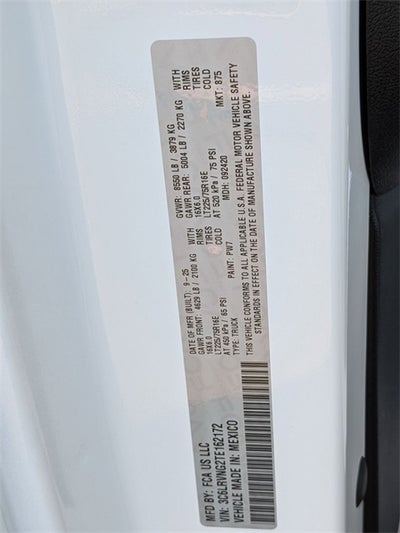 MFD BY: FCA US LLC
VIN: 3C6LRVNG2TE162172
VEHICLE MADE IN: MEXICO
DATE OF MFR (BUILT): 9-25
GVWR: 8550 LB / 3879 KG
GAWR FRONT: 4629 LB / 2100 KG WITH
GAWR REAR: 5004 LB / 2270 KG WITH
16X6.0 RIMS
16X6.0 RIMS
LT225/75R16E TIRES
LT225/75R16E TIRES
AT 450 kPa / 65 PSI COLD
AT 520 kPa / 75 PSI COLD
TYPE: TRUCK
PAINT: PW7
MDH: 092420
MKT: 875
THIS VEHICLE CONFORMS TO ALL APPLICABLE U.S.A. FEDERAL MOTOR VEHICLE SAFETY
STANDARDS IN EFFECT ON THE DATE OF MANUFACTURE SHOWN ABOVE.